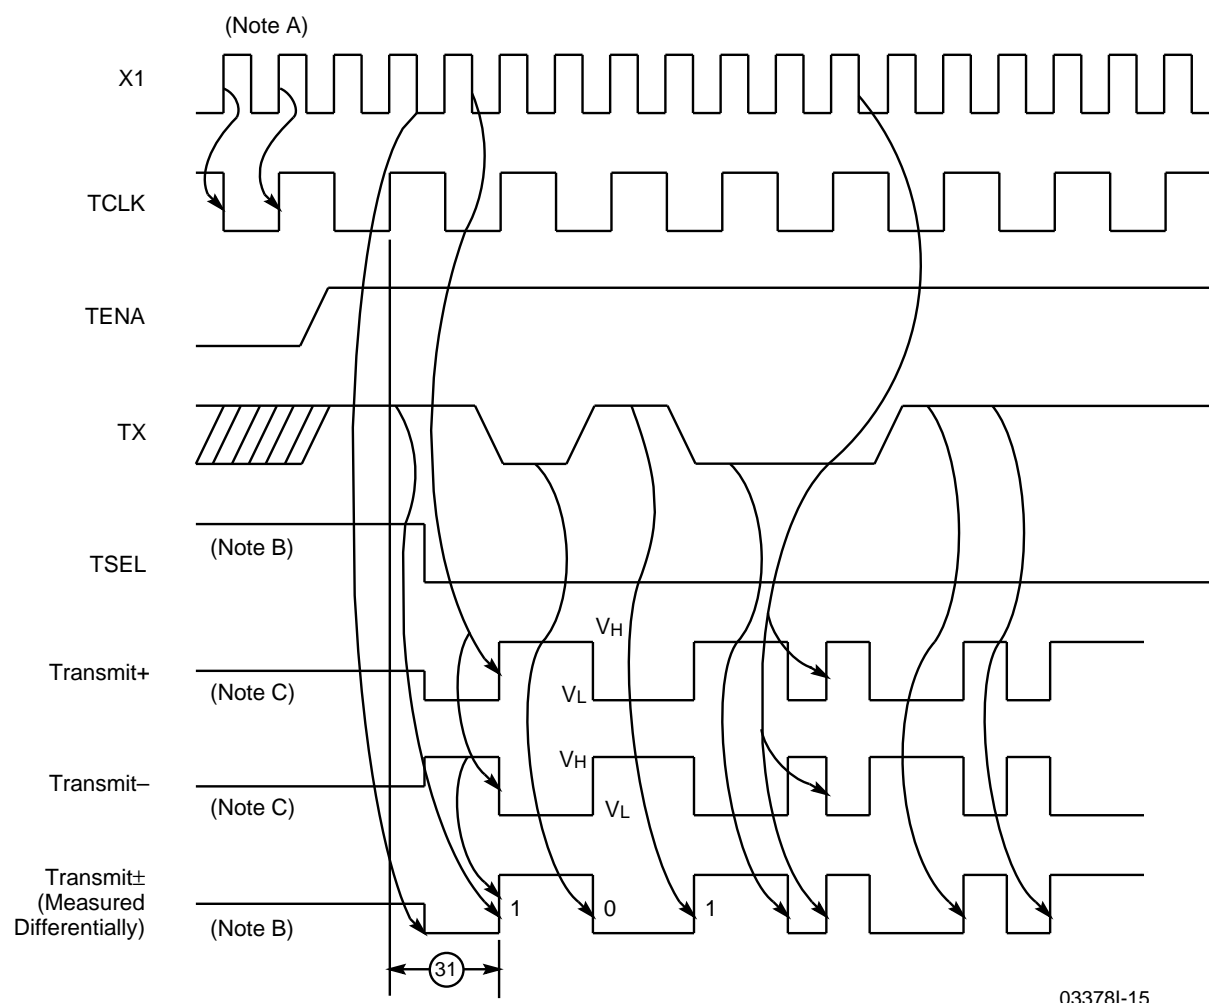 (Note A)
X1
TCLK
TENA
TX
(Note B)
TSEL
VH
Transmit+
(Note C)
VL
VH
Transmit–
(Note C)
VL
Transmit±
(Measured
Differentially)
(Note B)
1
0
1
31
03378I-15